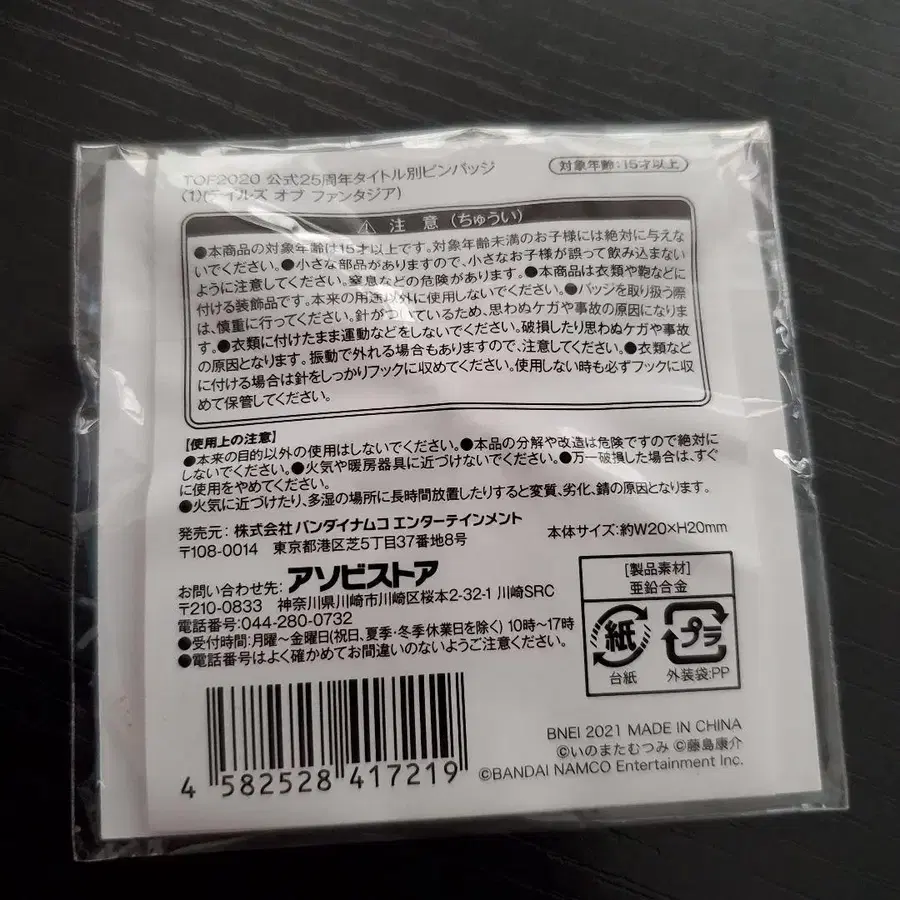 TOF2020 公式25周年タイトル別ピンバッジ
(1)(テイルズ オブ ファンタジア)
対象年齢:15才以上
⚠ 注 意 (ちゅうい)
●本商品の対象年齢は15才以上です。対象年齢未満のお子様には絶対に与えな
いでください。●小さな部品がありますので、小さなお子様が誤って飲み込まない
ように注意してください。窒息などの危険があります。●本商品は衣類や鞄などに
付ける装飾品です。本来の用途以外に使用しないでください。●バッジを取り扱う際
は、慎重に行ってください。針がついているため、思わぬケガや事故の原因になりま
す。●衣類に付けたまま運動などをしないでください。破損したり思わぬケガや事故
の原因となります。振動で外れる場合もありますので、注意してください。●衣類など
に付ける場合は針をしっかりフックに収めてください。使用しない時も必ずフックに収
めて保管してください。
【使用上の注意】
●本来の目的以外の使用はしないでください。●本品の分解や改造は危険ですので絶対に
しないでください。●火気や暖房器具に近づけないでください。●万一破損した場合は、すぐ
に使用をやめてください。
●火気に近づけたり、多湿の場所に長時間放置したりすると変質、劣化、錆の原因となります。
発売元:株式会社バンダイナムコ エンターテインメント
〒108-0014 東京都港区芝5丁目37番地8号
本体サイズ:約W20×H20mm
お問い合わせ先:アソビストア
〒210-0833 神奈川県川崎市川崎区桜本2-32-1 川崎SRC
電話番号:044-280-0732
●受付時間:月曜~金曜日(祝日、夏季・冬季休業日を除く) 10時~17時
●電話番号はよく確かめてお間違いのないようご注意ください。
[製品素材]
亜鉛合金
紙
プラ
台紙
外装袋:PP
4 582528 417219
BNEI 2021 MADE IN CHINA
©いのまたむつみ ©藤島康介
©BANDAI NAMCO Entertainment Inc.